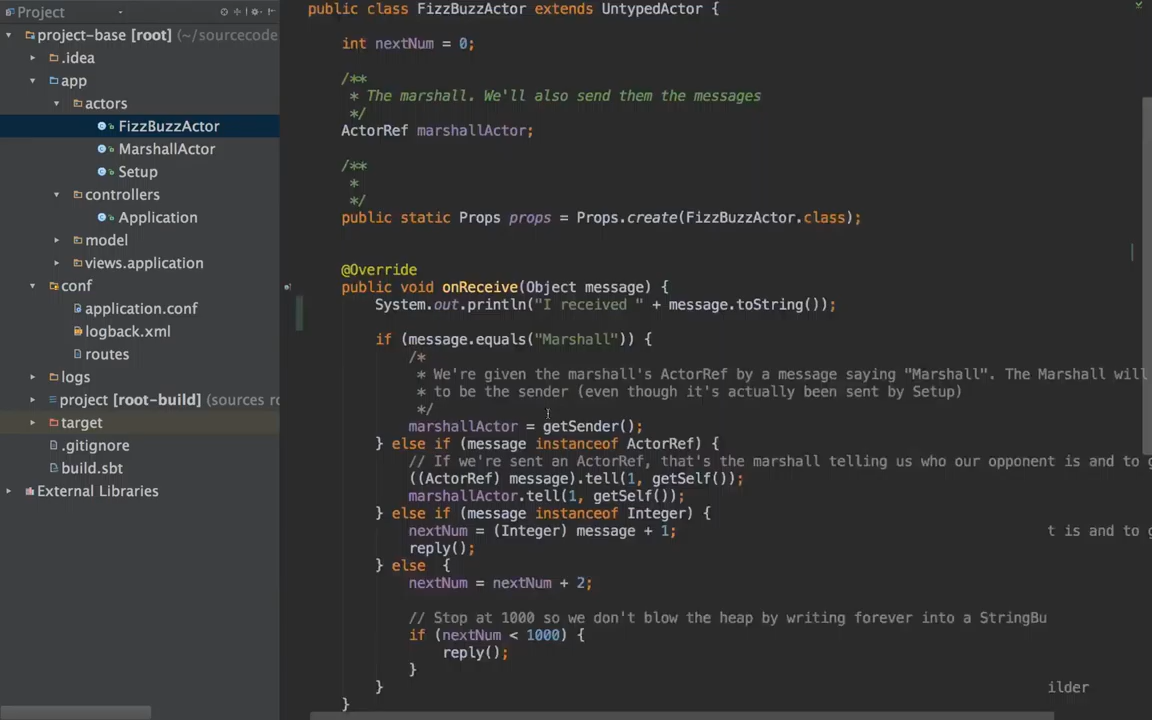 Project
project-base [root] (~/sourcecode
.idea
app
actors
FizzBuzzActor
MarshallActor
Setup
controllers
Application
model
views.application
conf
application.conf
logback.xml
routes
logs
project [root-build] (sources ro
target
.gitignore
build.sbt
External Libraries
public class FizzBuzzActor extends UntypedActor {
int nextNum = 0;
/**
* The marshall. We'll also send them the messages
*/
ActorRef marshallActor;
/**
*
*/
public static Props props = Props.create(FizzBuzzActor.class);
@Override
public void onReceive(Object message) {
System.out.println("I received " + message.toString());
if (message.equals("Marshall")) {
/*
* We're given the marshall's ActorRef by a message saying "Marshall". The Marshall will
* to be the sender (even though it's actually been sent by Setup)
*/
marshallActor = getSender();
} else if (message instanceof ActorRef) {
// If we're sent an ActorRef, that's the marshall telling us who our opponent is and to g
((ActorRef) message).tell(1, getSelf());
marshallActor.tell(1, getSelf());
} else if (message instanceof Integer) {
nextNum = (Integer) message + 1; t is and to g
reply();
} else {
nextNum = nextNum + 2;
// Stop at 1000 so we don't blow the heap by writing forever into a StringBu
if (nextNum < 1000) {
reply();
}
} ilder
}